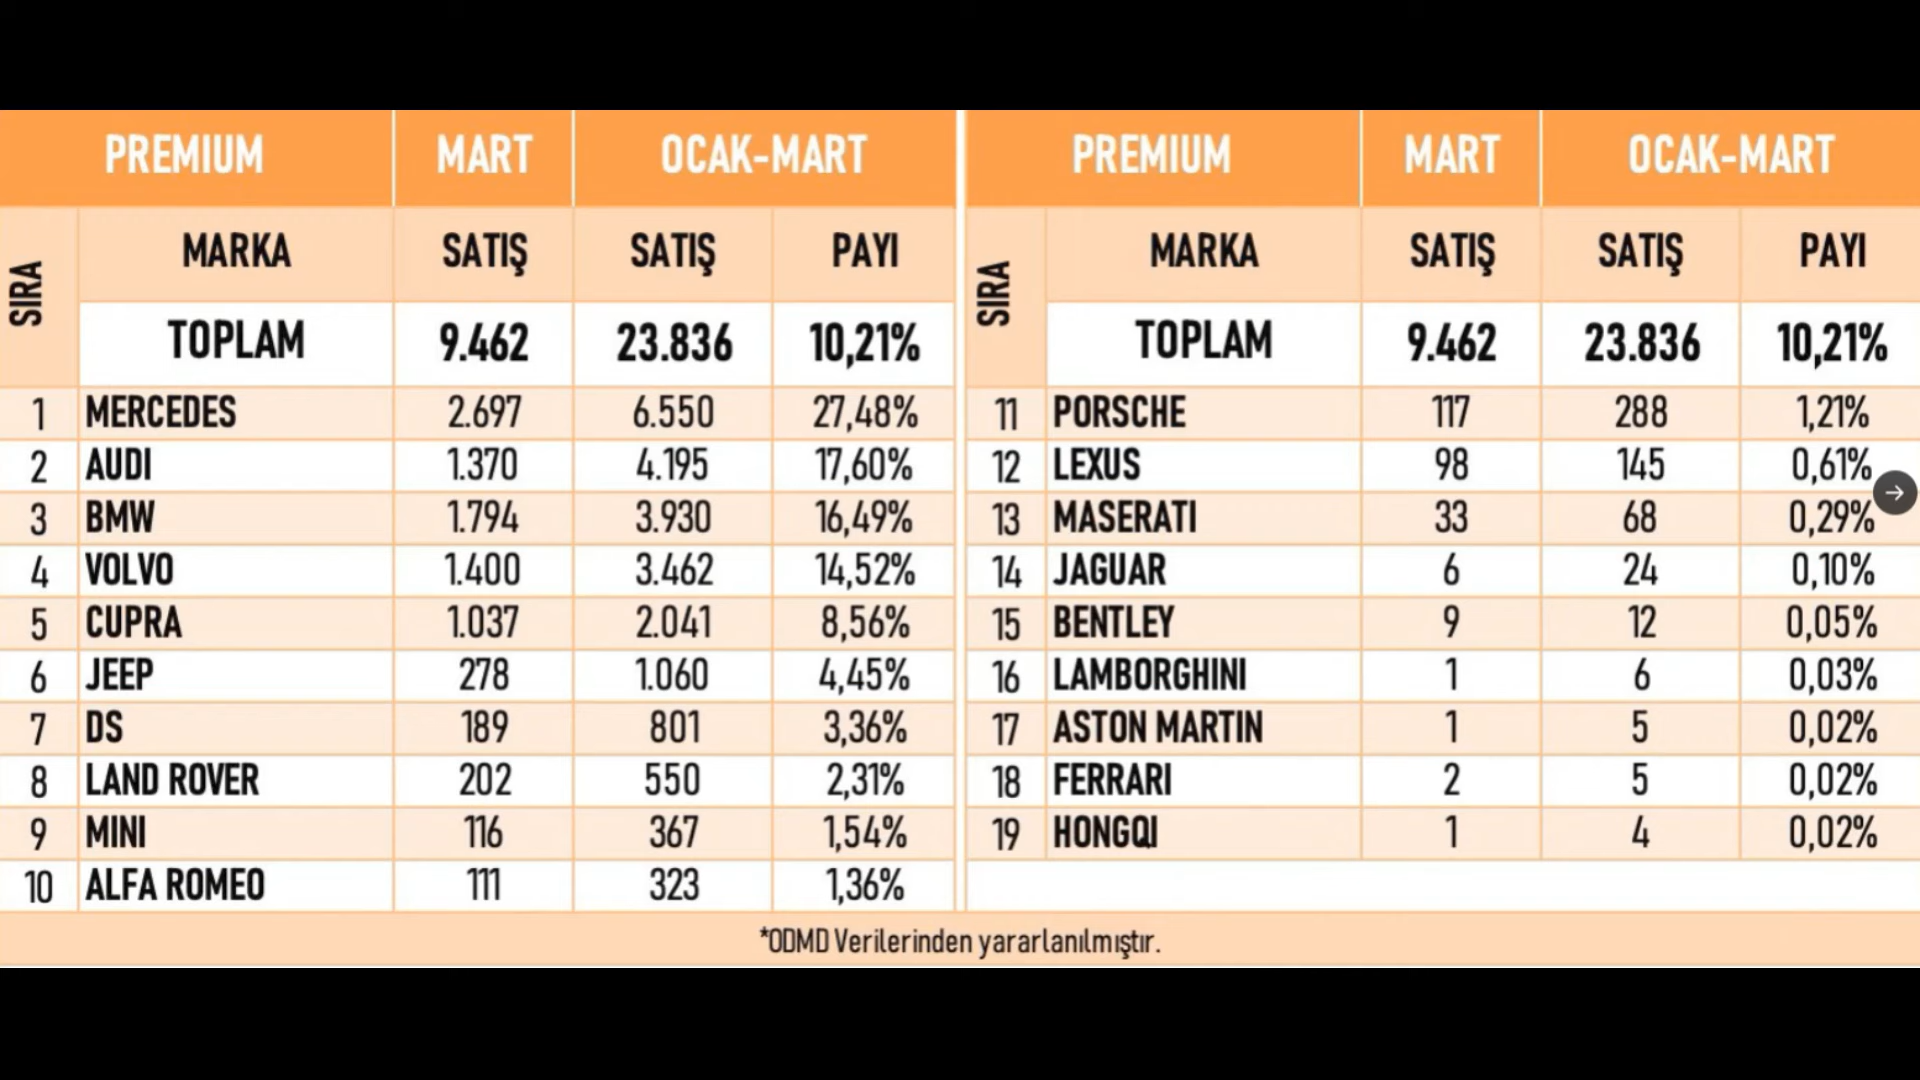 PREMIUM MART OCAK-MART
SIRA MARKA SATIŞ SATIŞ PAYI
TOPLAM 9.462 23.836 10,21%
1 MERCEDES 2.697 6.550 27,48%
2 AUDI 1.370 4.195 17,60%
3 BMW 1.794 3.930 16,49%
4 VOLVO 1.400 3.462 14,52%
5 CUPRA 1.037 2.041 8,56%
6 JEEP 278 1.060 4,45%
7 DS 189 801 3,36%
8 LAND ROVER 202 550 2,31%
9 MINI 116 367 1,54%
10 ALFA ROMEO 111 323 1,36%
PREMIUM MART OCAK-MART
SIRA MARKA SATIŞ SATIŞ PAYI
TOPLAM 9.462 23.836 10,21%
11 PORSCHE 117 288 1,21%
12 LEXUS 98 145 0,61%
13 MASERATI 33 68 0,29%
14 JAGUAR 6 24 0,10%
15 BENTLEY 9 12 0,05%
16 LAMBORGHINI 1 6 0,03%
17 ASTON MARTIN 1 5 0,02%
18 FERRARI 2 5 0,02%
19 HONGQI 1 4 0,02%
*ODMD Verilerinden yararlanılmıştır.